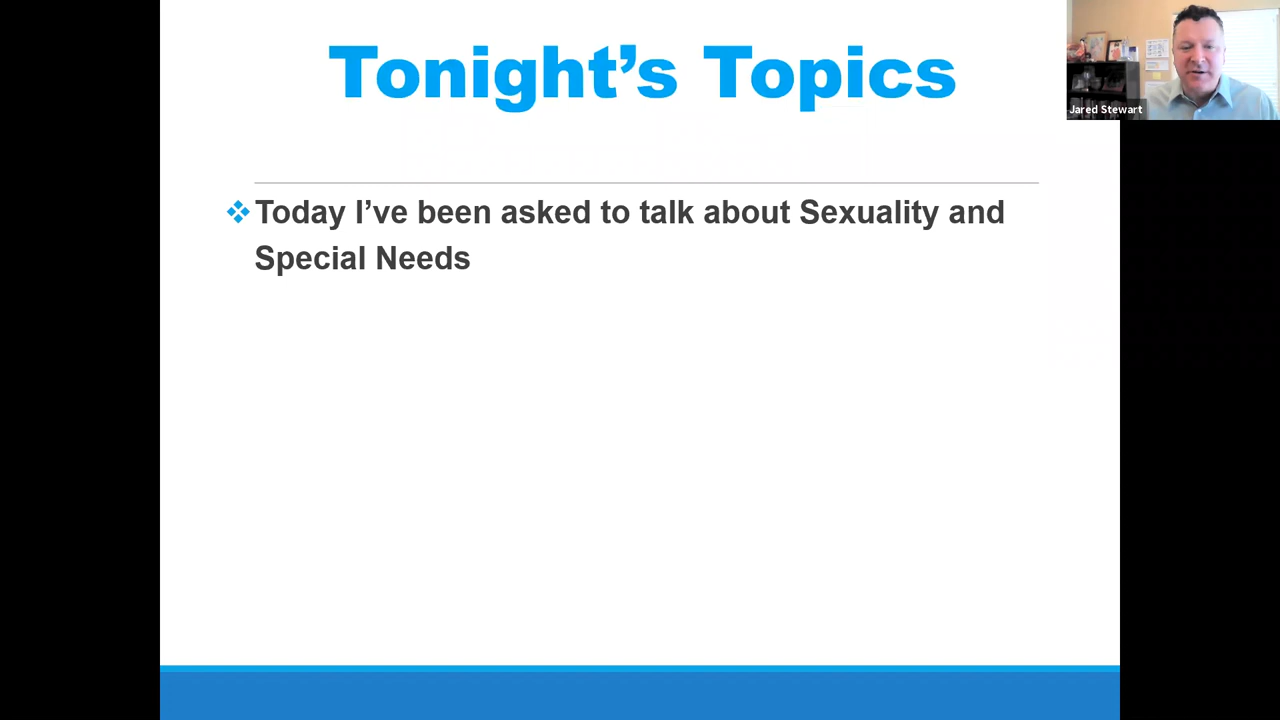 Tonight’s Topics
Jared Stewart
Today I’ve been asked to talk about Sexuality and
Special Needs